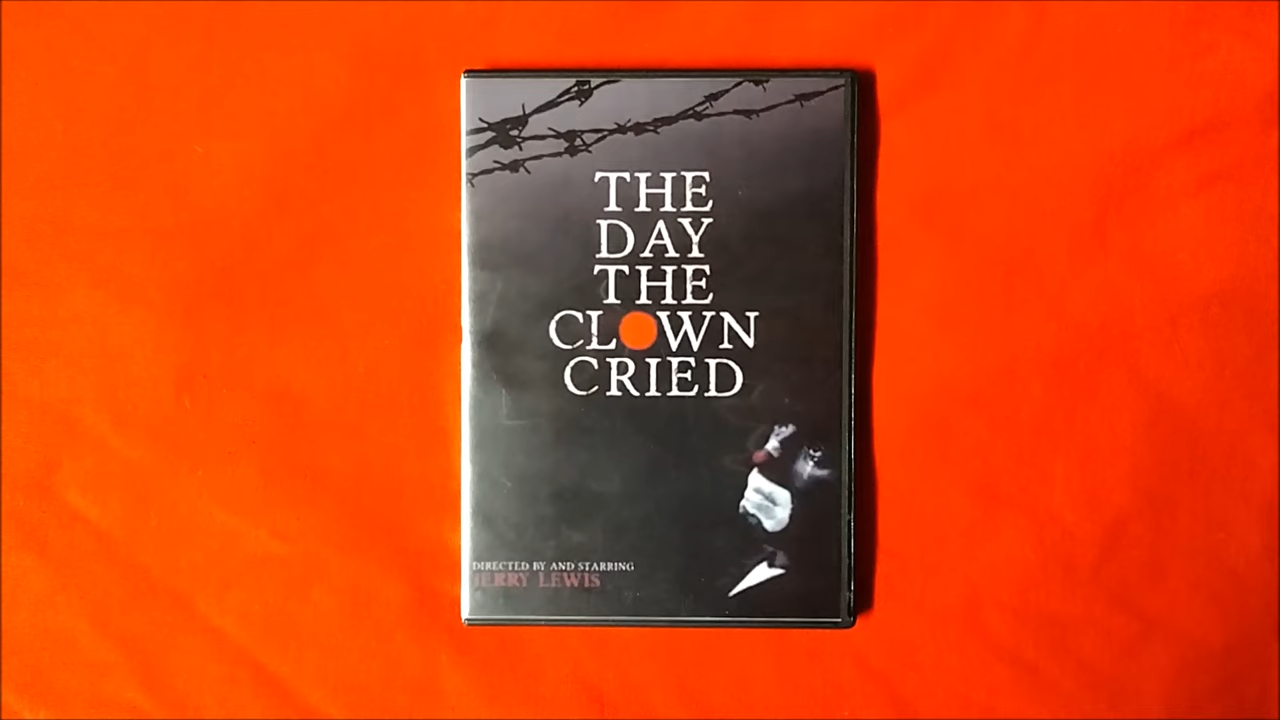 THE
DAY
THE
CLOWN
CRIED
DIRECTED BY AND STARRING
JERRY LEWIS